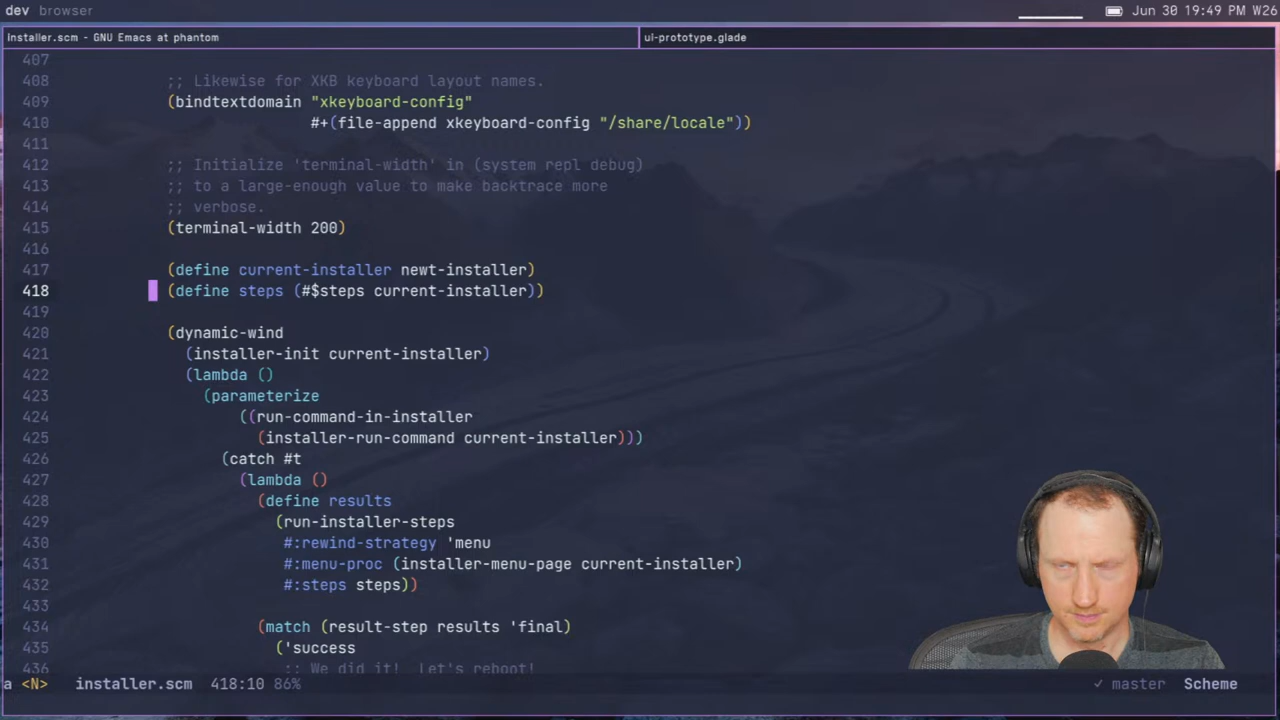 dev browser
Jun 30 19:49 PM W26
installer.scm - GNU Emacs at phantom
ui-prototype.glade
407
408 ;; Likewise for XKB keyboard layout names.
409 (bindtextdomain "xkeyboard-config"
410 #+(file-append xkeyboard-config "/share/locale"))
411
412 ;; Initialize 'terminal-width' in (system repl debug)
413 ;; to a large-enough value to make backtrace more
414 ;; verbose.
415 (terminal-width 200)
416
417 (define current-installer newt-installer)
418 (define steps (#$steps current-installer))
419
420 (dynamic-wind
421 (installer-init current-installer)
422 (lambda ()
423 (parameterize
424 ((run-command-in-installer
425 (installer-run-command current-installer)))
426 (catch #t
427 (lambda ()
428 (define results
429 (run-installer-steps
430 #:rewind-strategy 'menu
431 #:menu-proc (installer-menu-page current-installer)
432 #:steps steps))
433
434 (match (result-step results 'final)
435 ('success
436 ;; We did it! Let's reboot!
a <N> installer.scm 418:10 86% ✓ master Scheme